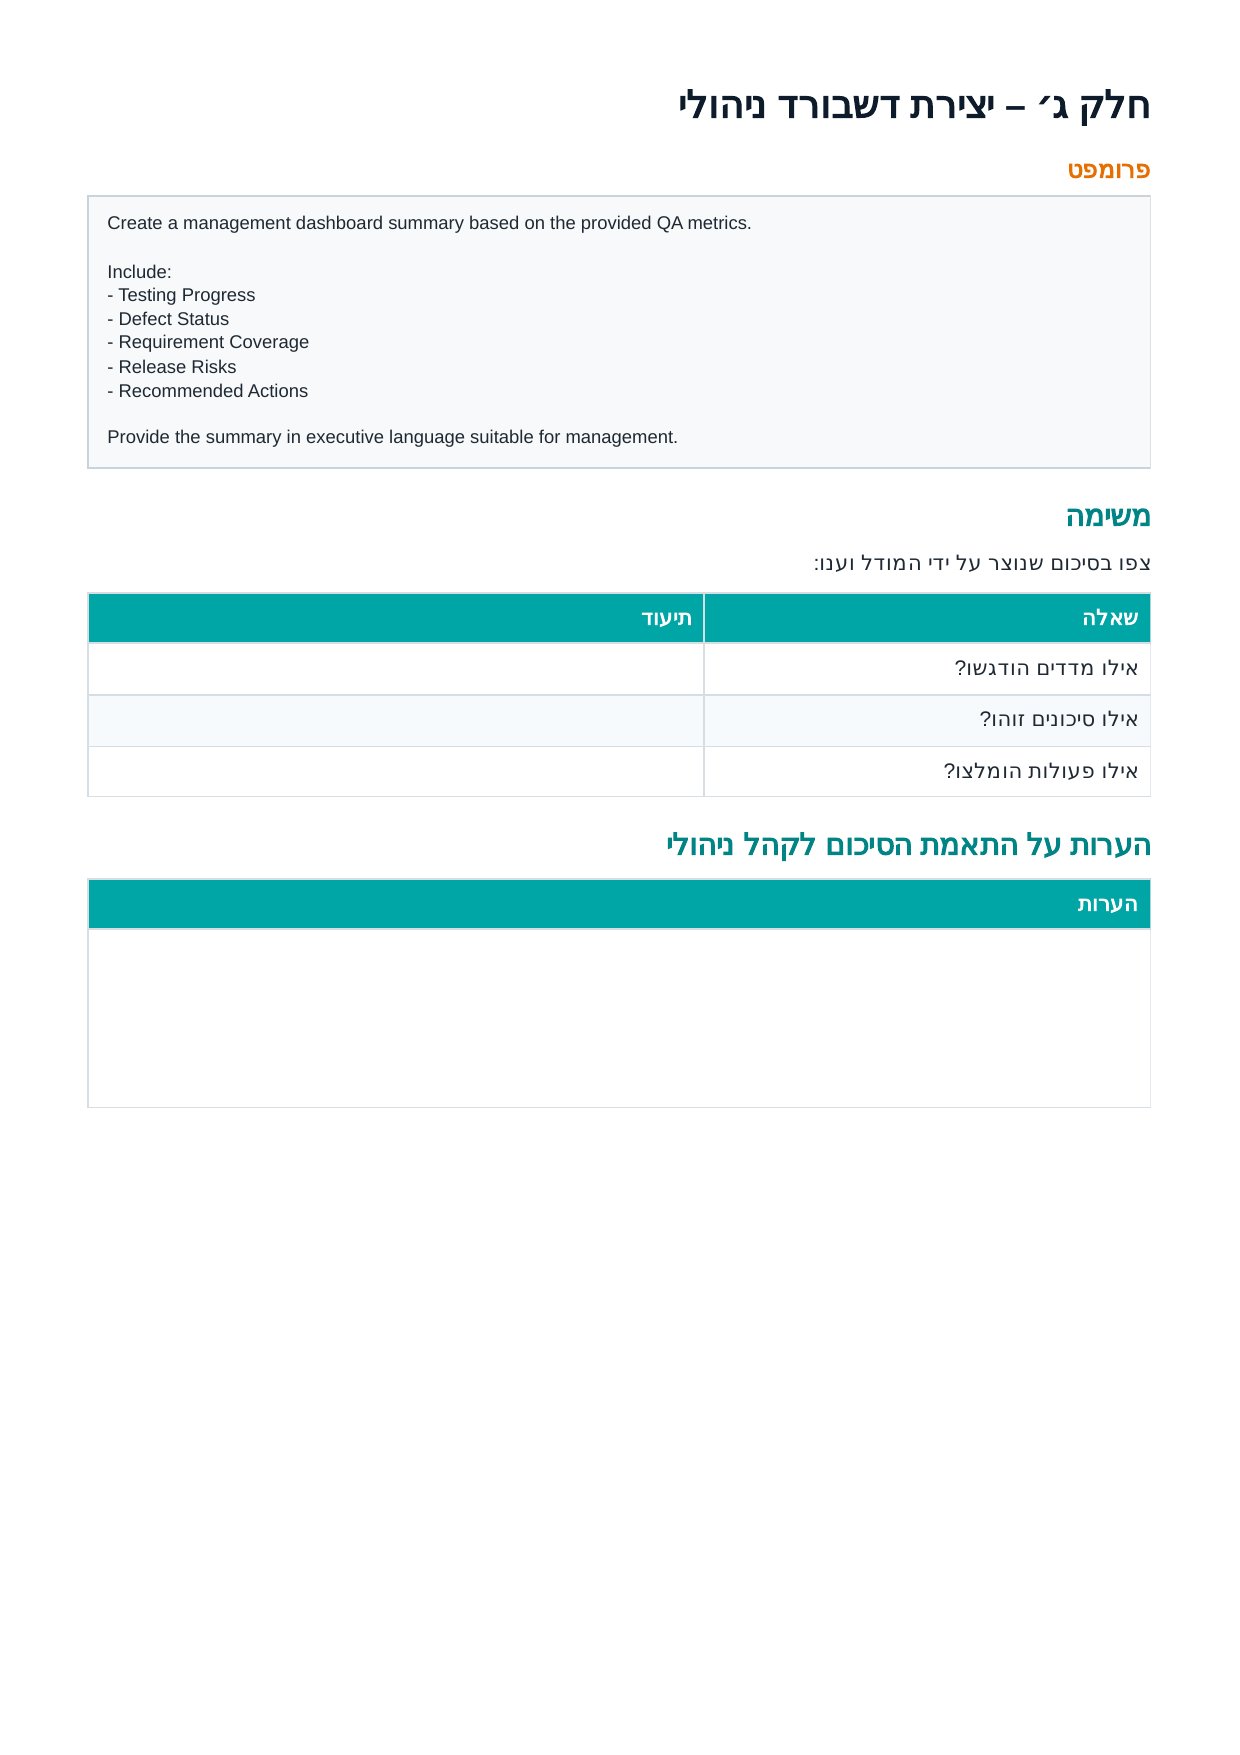 חלק ג׳ – יצירת דשבורד ניהולי
פרומפט
Create a management dashboard summary based on the provided QA metrics.
Include:
- Testing Progress
- Defect Status
- Requirement Coverage
- Release Risks
- Recommended Actions
Provide the summary in executive language suitable for management.
משימה
צפו בסיכום שנוצר על ידי המודל וענו:
שאלה תיעוד
אילו מדדים הודגשו?
אילו סיכונים זוהו?
אילו פעולות הומלצו?
הערות על התאמת הסיכום לקהל ניהולי
הערות